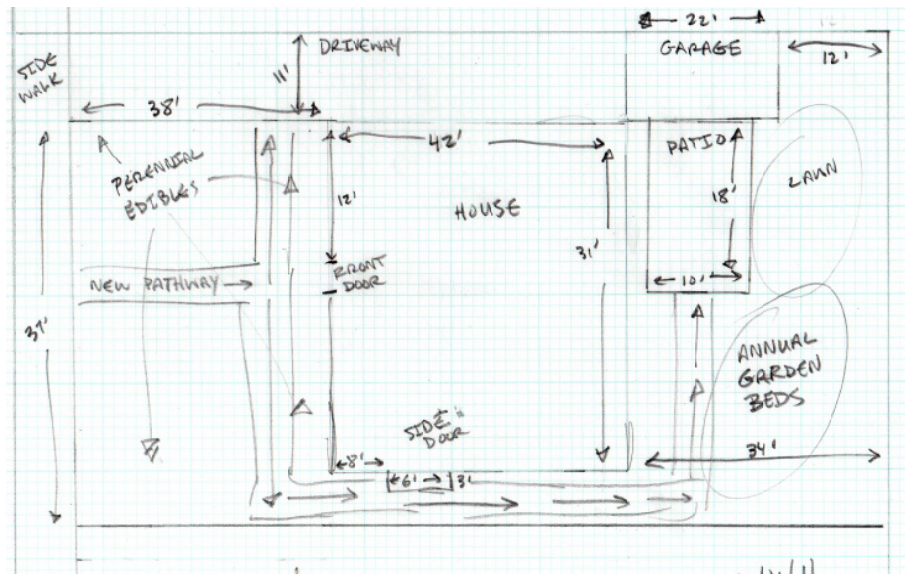 22'
DRIVEWAY
GARAGE
12'
SIDE
WALK
11'
38'
42'
PATIO
PERENNIAL
EDIBLES
12'
HOUSE
18'
LAWN
31'
FRONT
DOOR
10'
NEW PATHWAY
37'
ANNUAL
GARDEN
BEDS
SIDE
DOOR
8'
6'
3'
34'